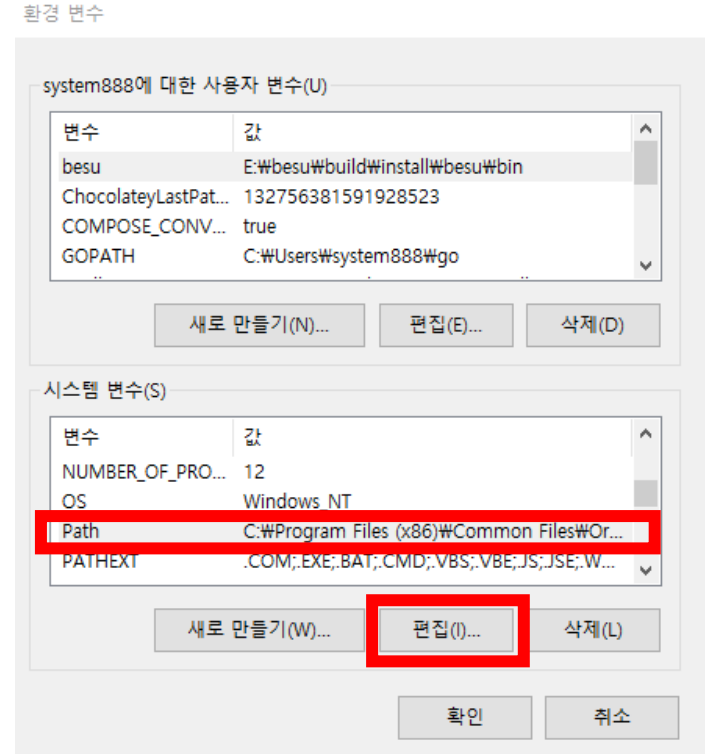 환경 변수
system888에 대한 사용자 변수(U)
변수 값
besu E:₩besu₩build₩install₩besu₩bin
ChocolateyLastPat... 132756381591928523
COMPOSE_CONV... true
GOPATH C:₩Users₩system888₩go
새로 만들기(N)... 편집(E)... 삭제(D)
시스템 변수(S)
변수 값
NUMBER_OF_PRO... 12
OS Windows_NT
Path C:₩Program Files (x86)₩Common Files₩Or...
PATHEXT .COM;.EXE;.BAT;.CMD;.VBS;.VBE;.JS;.JSE;.W...
새로 만들기(W)... 편집(I)... 삭제(L)
확인 취소